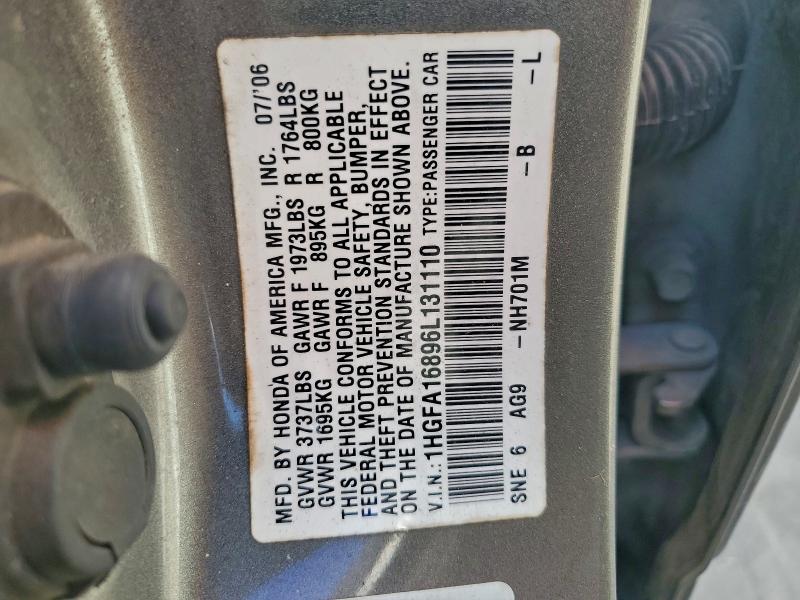 MFD. BY HONDA OF AMERICA MFG., INC. 07/'06
GVWR 3737LBS GAWR F 1973LBS R 1764LBS
GVWR 1695KG GAWR F 895KG R 800KG
THIS VEHICLE CONFORMS TO ALL APPLICABLE
FEDERAL MOTOR VEHICLE SAFETY, BUMPER,
AND THEFT PREVENTION STANDARDS IN EFFECT
ON THE DATE OF MANUFACTURE SHOWN ABOVE.
V.I.N.:1HGFA16896L131110 TYPE:PASSENGER CAR
SNE 6 AG9 -NH701M -B -L